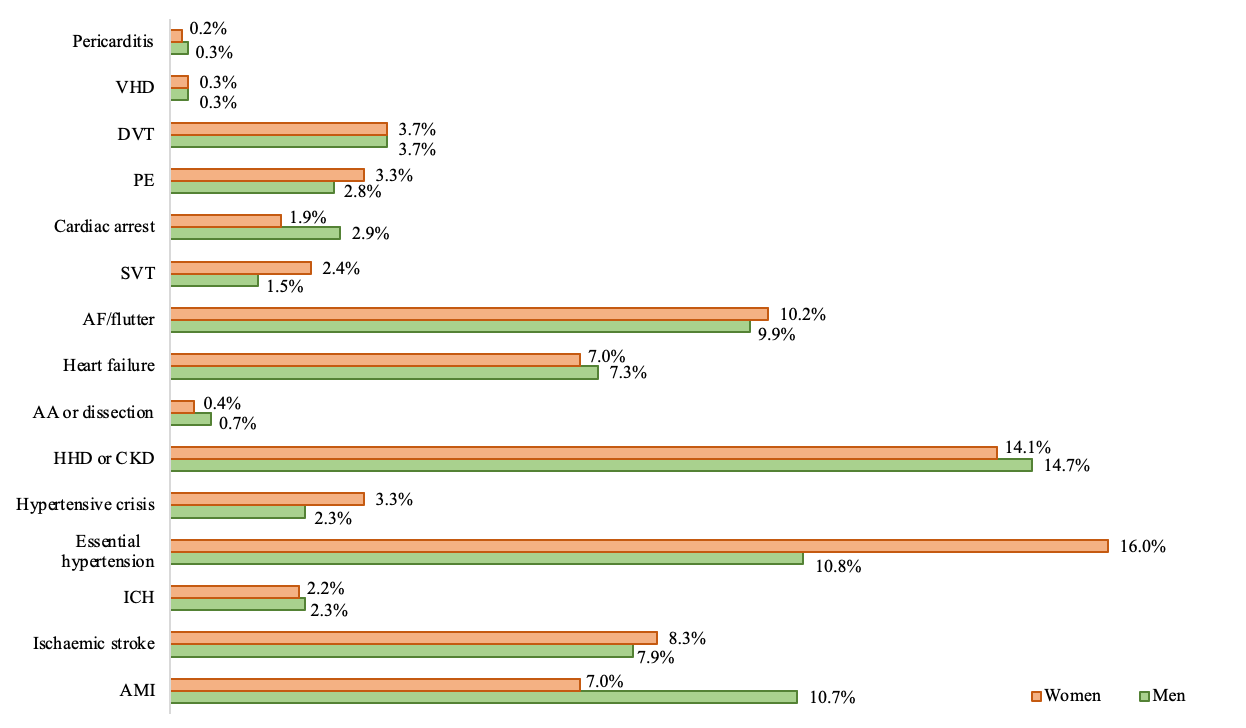 Pericarditis
0.2%
0.3%
VHD
0.3%
0.3%
DVT
3.7%
3.7%
PE
3.3%
2.8%
Cardiac arrest
1.9%
2.9%
SVT
2.4%
1.5%
AF/flutter
10.2%
9.9%
Heart failure
7.0%
7.3%
AA or dissection
0.4%
0.7%
HHD or CKD
14.1%
14.7%
Hypertensive crisis
3.3%
2.3%
Essential
hypertension
16.0%
10.8%
ICH
2.2%
2.3%
Ischaemic stroke
8.3%
7.9%
AMI
7.0%
10.7%
Women
Men